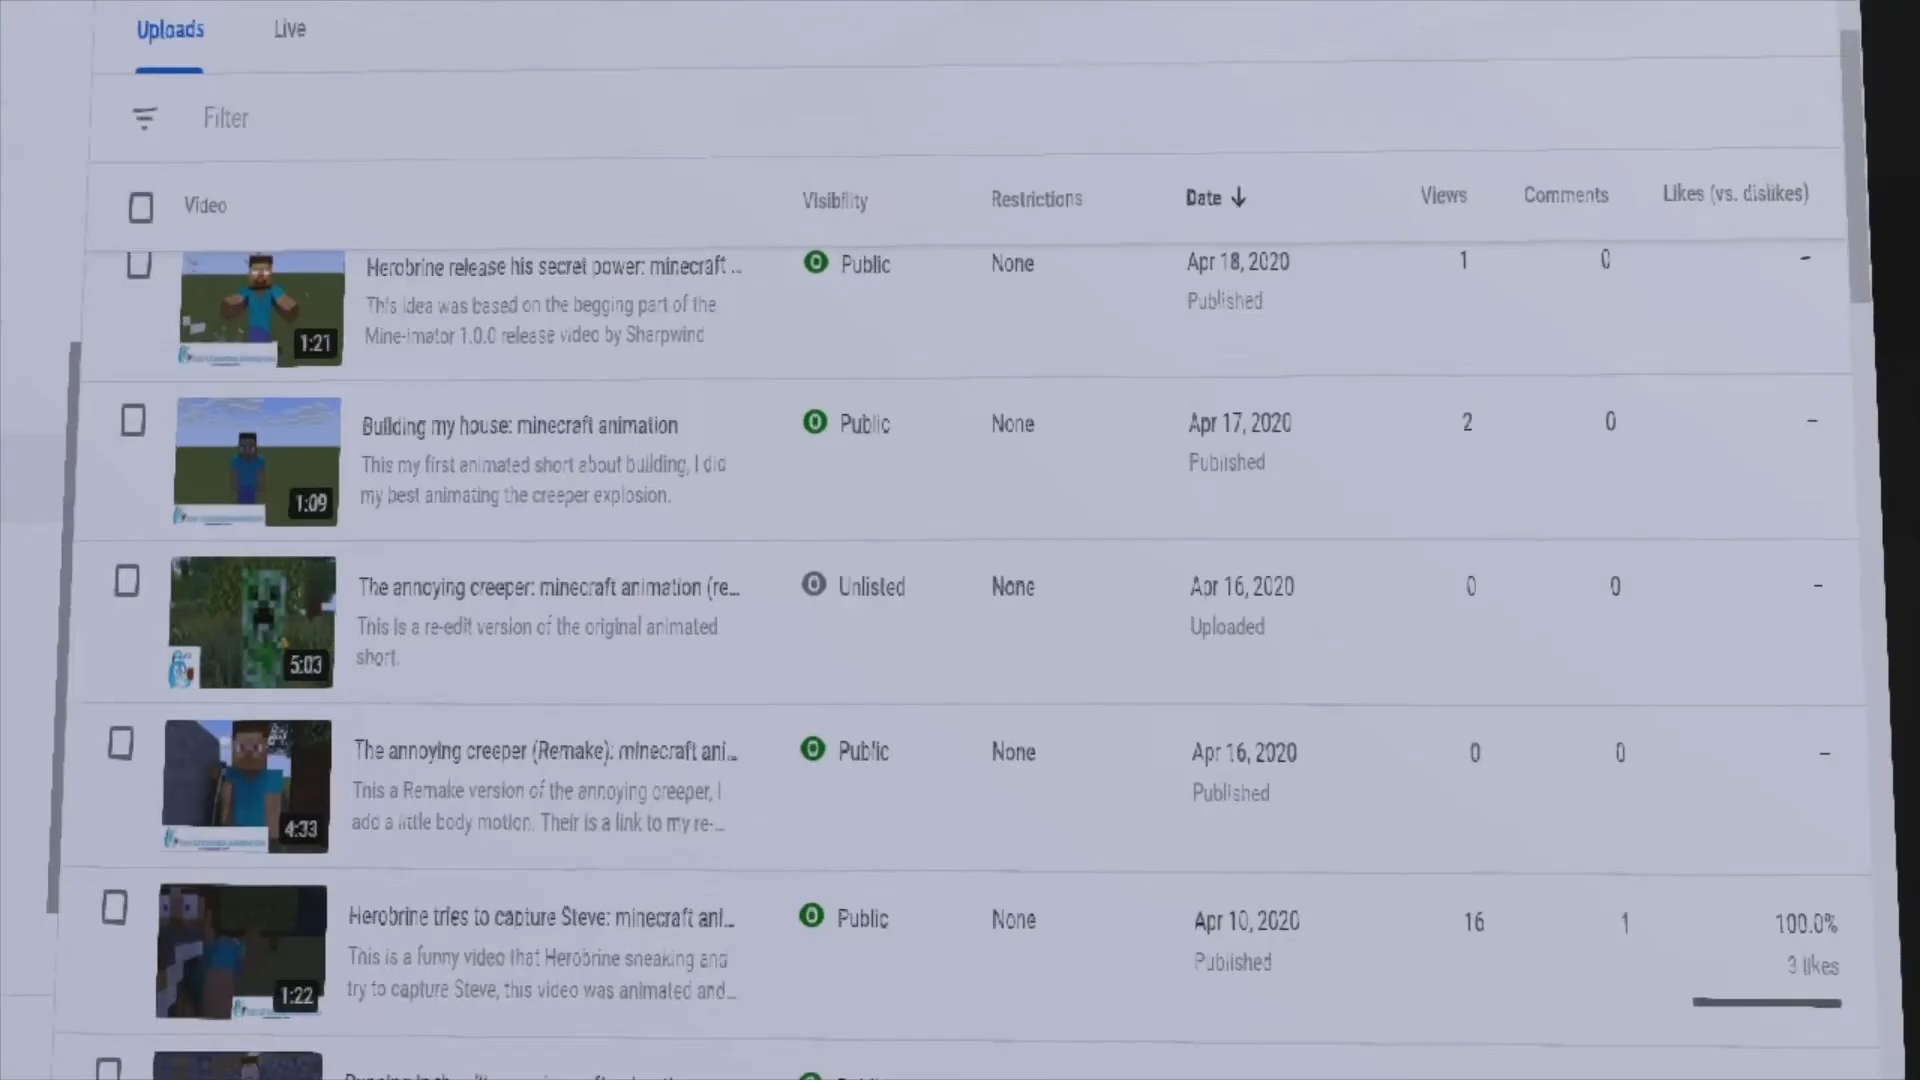 Uploads Live
Filter
Video Visibility Restrictions Date Views Comments Likes (vs. dislikes)
Herobrine release his secret power: minecraft ... Public None Apr 18, 2020 1 0 –
This idea was based on the begging part of the Published
Mine-imator 1.0.0 release video by Sharpwind
1:21
Building my house: minecraft animation Public None Apr 17, 2020 2 0 –
This my first animated short about building, I did Published
my best animating the creeper explosion.
1:09
The annoying creeper: minecraft animation (re... Unlisted None Apr 16, 2020 0 0 –
This is a re-edit version of the original animated Uploaded
short.
5:03
The annoying creeper (Remake): minecraft ani... Public None Apr 16, 2020 0 0 –
This a Remake version of the annoying creeper, I Published
add a little body motion. Their is a link to my re-...
4:33
Herobrine tries to capture Steve: minecraft ani... Public None Apr 10, 2020 16 1 100.0%
This is a funny video that Herobrine sneaking and Published 3 likes
try to capture Steve, this video was animated and...
1:22